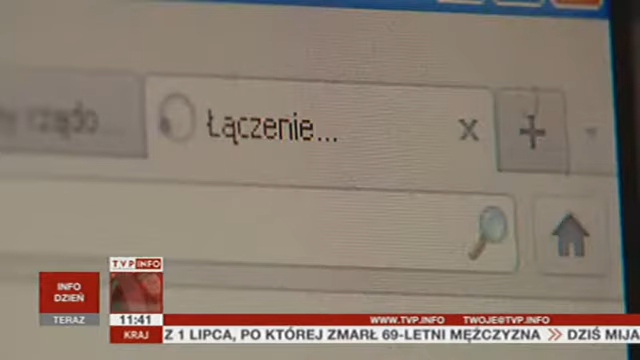 rządo
Łączenie...
TVP INFO
INFO
DZIEŃ
TERAZ
11:41
WWW.TVP.INFO TWOJE@TVP.INFO
KRAJ
Z 1 LIPCA, PO KTÓREJ ZMARŁ 69-LETNI MĘŻCZYZNA >> DZIŚ MIJA